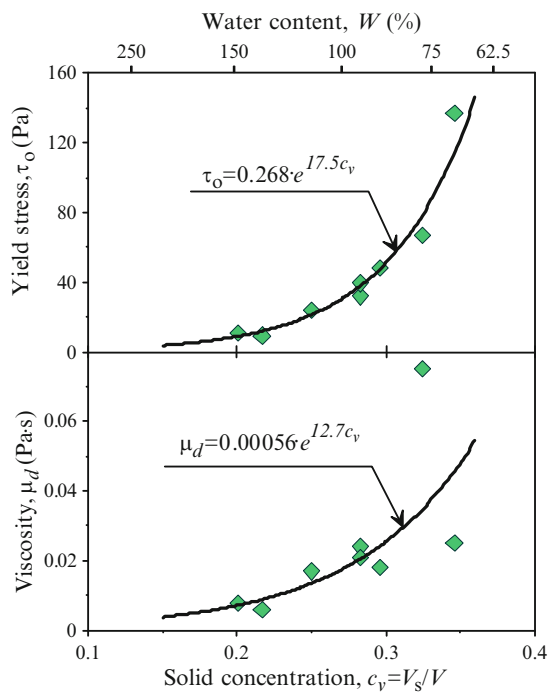 Water content, W (%)
250 150 100 75 62.5
160
120
80
40
0
Yield stress, τo (Pa)
τo=0.268·e^17.5cv
0.06
0.04
0.02
0
Viscosity, μd (Pa·s)
μd=0.00056·e^12.7cv
0.1 0.2 0.3 0.4
Solid concentration, cv=Vs/V